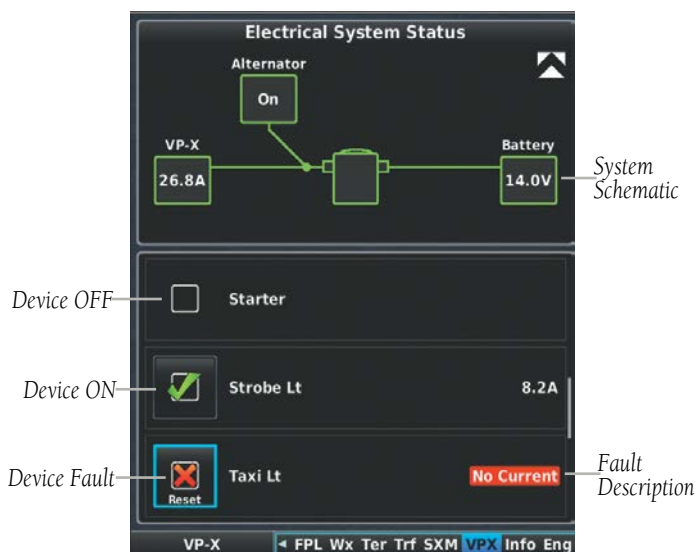 Electrical System Status
Alternator
On
VP-X
26.8A
Battery
14.0V
System
Schematic
Device OFF
Starter
Device ON
Strobe Lt
8.2A
Device Fault
Reset
Taxi Lt
No Current
Fault
Description
VP-X
FPL Wx Ter Trf SXM VPX Info Eng